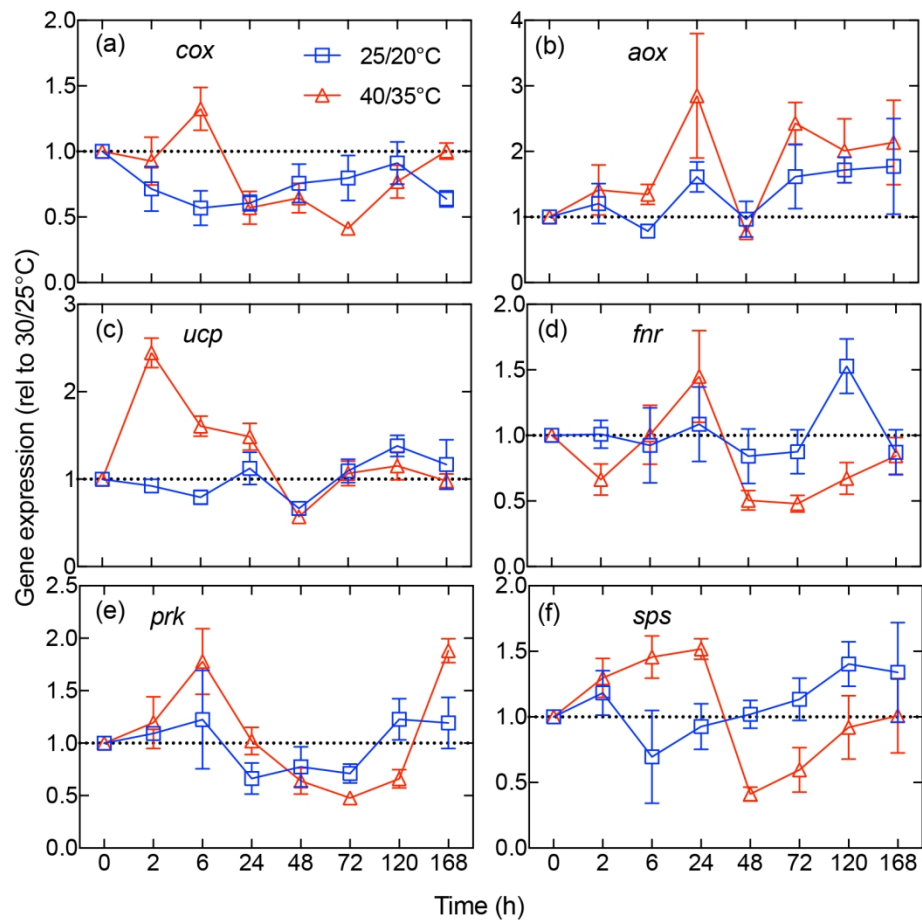 Gene expression (rel to 30/25°C)
(a) cox
25/20°C
40/35°C
2.0
1.5
1.0
0.5
0.0
(b) aox
4
3
2
1
0
(c) ucp
3
2
1
0
(d) fnr
2.0
1.5
1.0
0.5
0.0
(e) prk
2.5
2.0
1.5
1.0
0.5
0.0
0 2 6 24 48 72 120 168
(f) sps
2.0
1.5
1.0
0.5
0.0
0 2 6 24 48 72 120 168
Time (h)